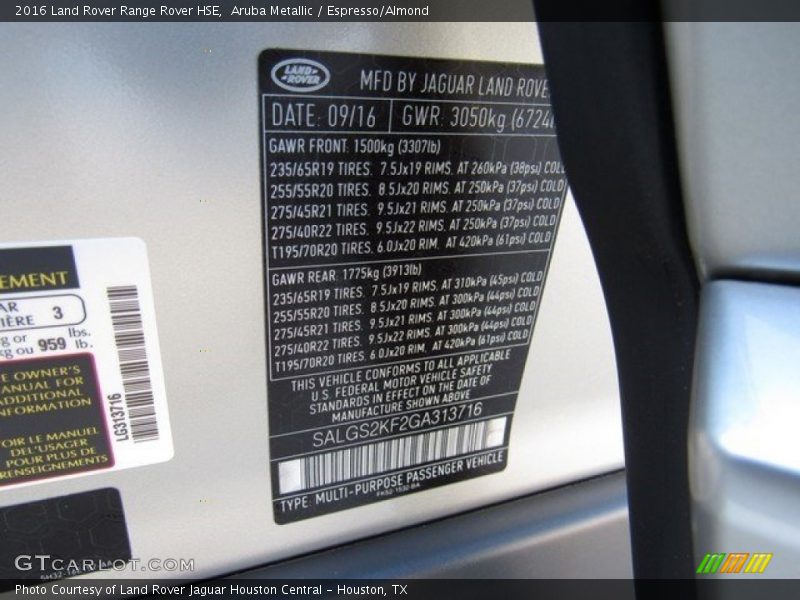 2016 Land Rover Range Rover HSE, Aruba Metallic / Espresso/Almond
LAND-
-ROVER
MFD BY JAGUAR LAND ROVE
DATE: 09/16 GWR: 3050kg (6724
GAWR FRONT: 1500kg (3307lb)
235/65R19 TIRES. 7.5Jx19 RIMS. AT 260kPa (38psi) COLD
255/55R20 TIRES. 8.5Jx20 RIMS. AT 250kPa (37psi) COLD
275/45R21 TIRES. 9.5Jx21 RIMS. AT 250kPa (37psi) COLD
275/40R22 TIRES. 9.5Jx22 RIMS. AT 250kPa (37psi) COLD
T195/70R20 TIRES. 6.0Jx20 RIM. AT 420kPa (61psi) COLD
GAWR REAR: 1775kg (3913lb)
235/65R19 TIRES. 7.5Jx19 RIMS. AT 310kPa (45psi) COLD
255/55R20 TIRES. 8.5Jx20 RIMS. AT 300kPa (44psi) COLD
275/45R21 TIRES. 9.5Jx21 RIMS. AT 300kPa (44psi) COLD
275/40R22 TIRES. 9.5Jx22 RIMS. AT 300kPa (44psi) COLD
T195/70R20 TIRES. 6.0Jx20 RIM. AT 420kPa (61psi) COLD
THIS VEHICLE CONFORMS TO ALL APPLICABLE
U.S. FEDERAL MOTOR VEHICLE SAFETY
STANDARDS IN EFFECT ON THE DATE OF
MANUFACTURE SHOWN ABOVE
SALGS2KF2GA313716
TYPE: MULTI-PURPOSE PASSENGER VEHICLE
EMENT
AR
IÈRE 3
g or lbs.
kg ou 959 lb.
E OWNER'S
ANUAL FOR
ADDITIONAL
NFORMATION
OIR LE MANUEL
DEL'USAGER
POUR PLUS DE
RENSEIGNEMENTS
LG313716
GTCARLOT.COM
Photo Courtesy of Land Rover Jaguar Houston Central - Houston, TX